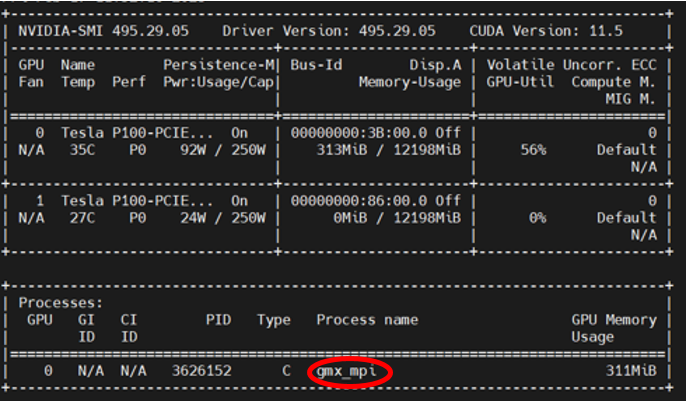 NVIDIA-SMI 495.29.05 Driver Version: 495.29.05 CUDA Version: 11.5
GPU Name Persistence-M| Bus-Id Disp.A | Volatile Uncorr. ECC
Fan Temp Perf Pwr:Usage/Cap| Memory-Usage | GPU-Util Compute M.
MIG M.
0 Tesla P100-PCIE... On | 00000000:3B:00.0 Off | 0
N/A 35C P0 92W / 250W | 313MiB / 12198MiB | 56% Default
N/A
1 Tesla P100-PCIE... On | 00000000:86:00.0 Off | 0
N/A 27C P0 24W / 250W | 0MiB / 12198MiB | 0% Default
N/A
Processes:
GPU GI CI PID Type Process name GPU Memory
ID ID Usage
0 N/A N/A 3626152 C gmx_mpi 311MiB